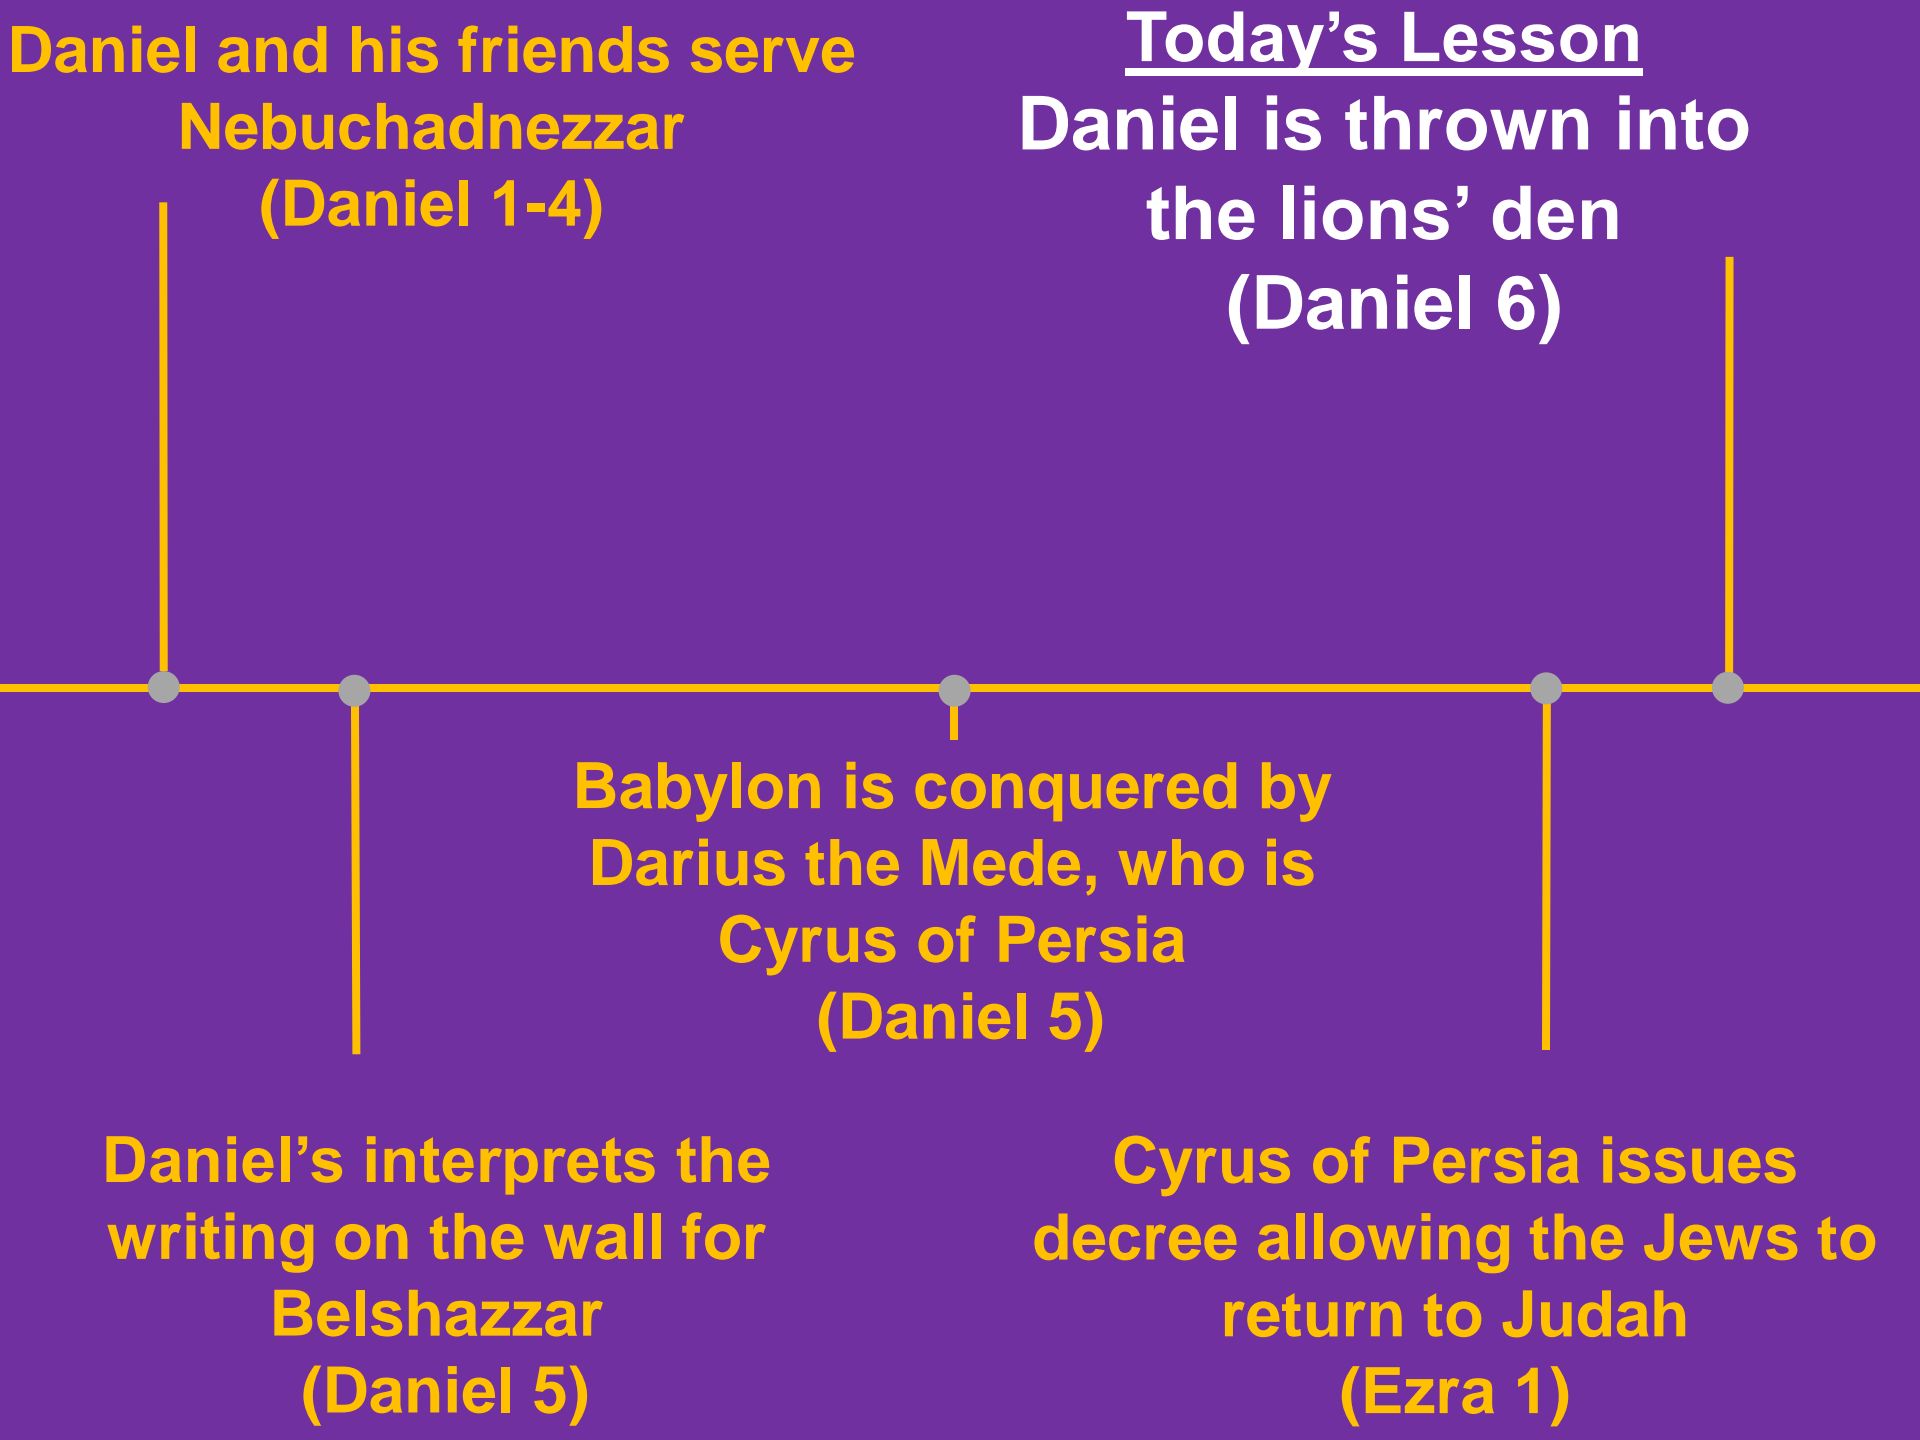 Daniel and his friends serve
Nebuchadnezzar
(Daniel 1-4)
Today’s Lesson
Daniel is thrown into
the lions’ den
(Daniel 6)
Babylon is conquered by
Darius the Mede, who is
Cyrus of Persia
(Daniel 5)
Daniel’s interprets the
writing on the wall for
Belshazzar
(Daniel 5)
Cyrus of Persia issues
decree allowing the Jews to
return to Judah
(Ezra 1)